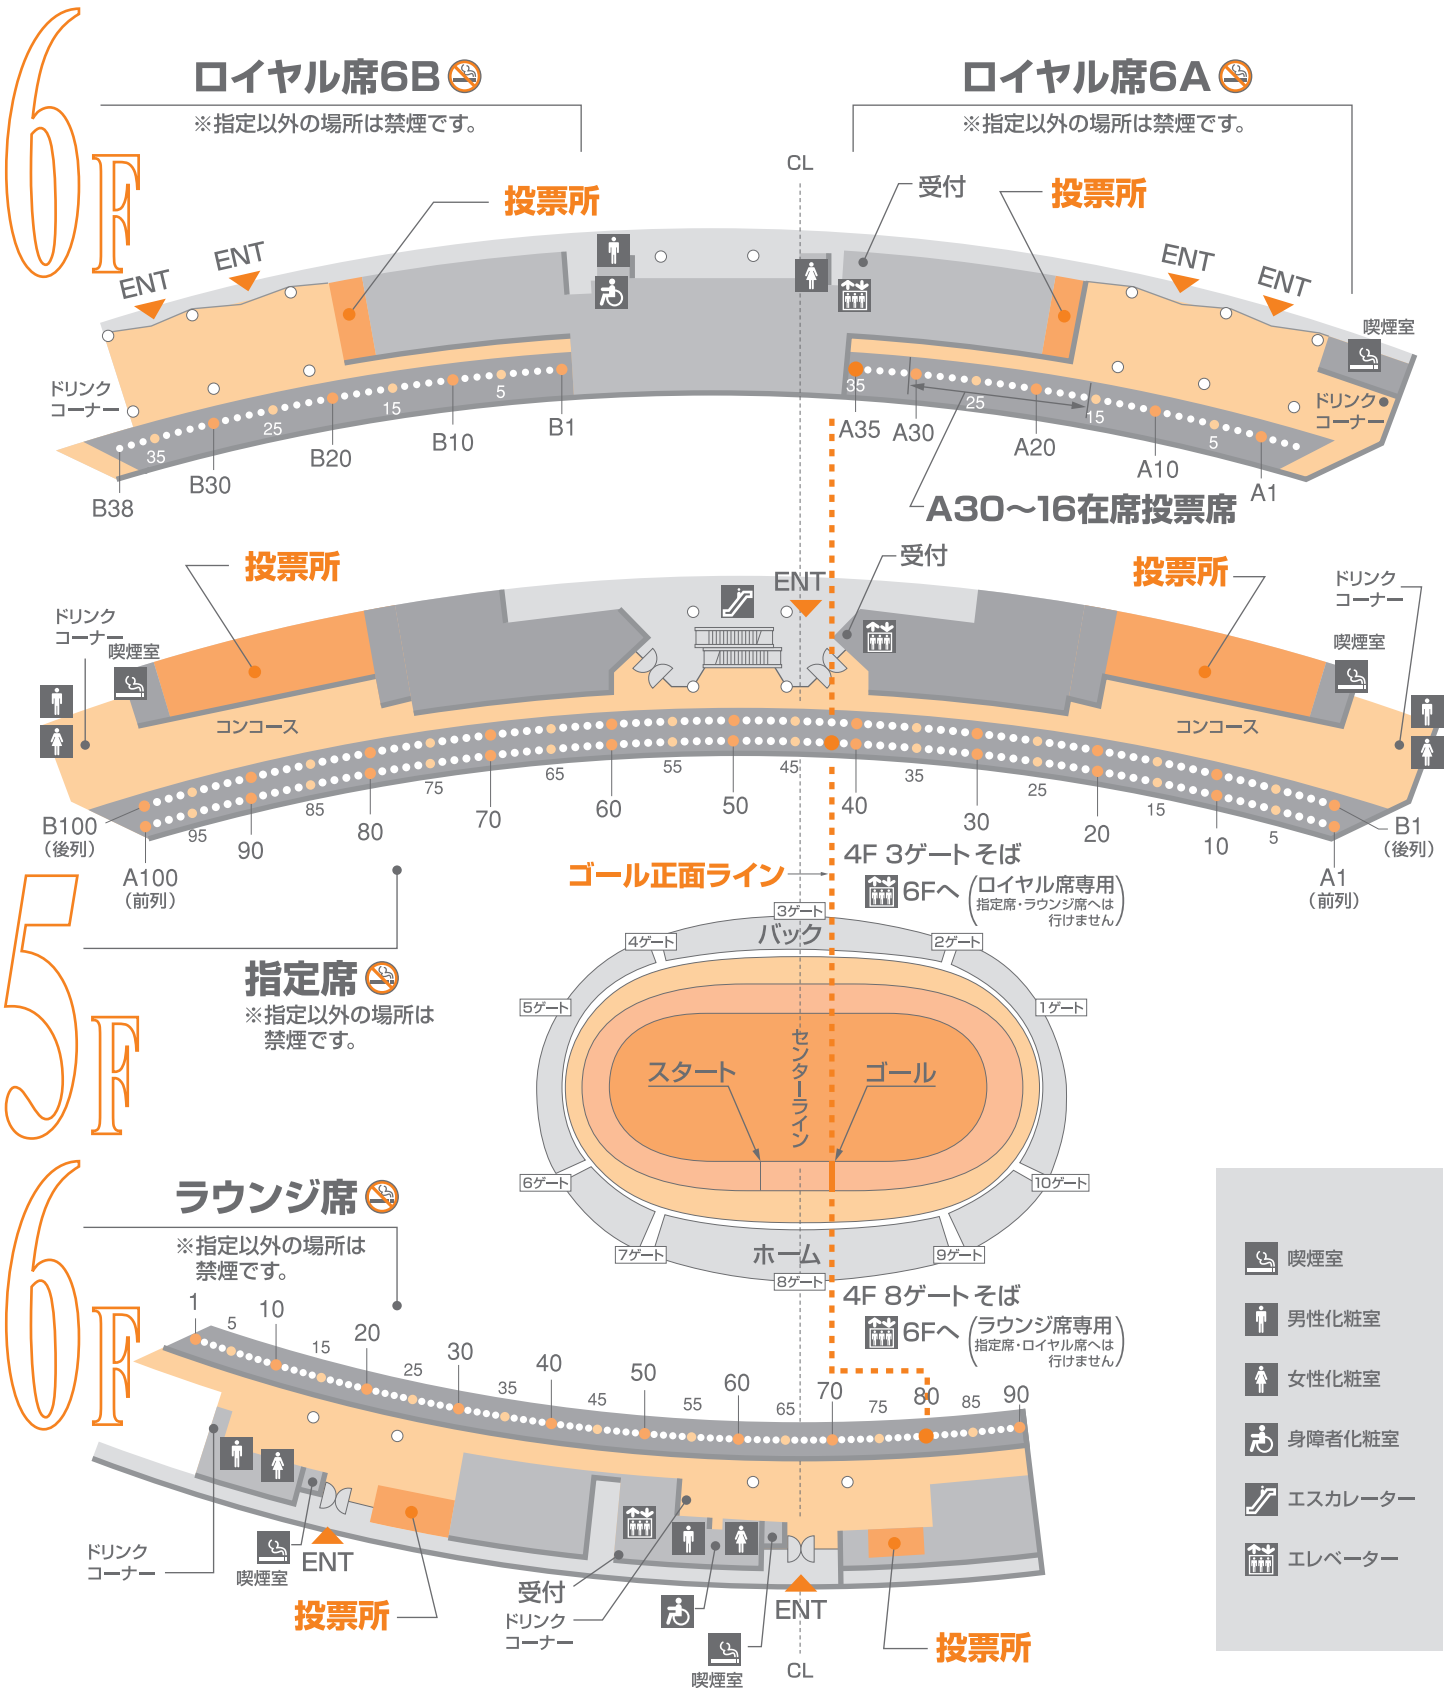 6F
ロイヤル席6B
※指定以外の場所は禁煙です。
ロイヤル席6A
※指定以外の場所は禁煙です。
CL
投票所
受付
投票所
ENT
ENT
ENT
ENT
喫煙室
ドリンク
コーナー
ドリンク
コーナー
35
25
15
5
35
25
15
5
B38
B30
B20
B10
B1
A35
A30
A20
A10
A1
A30〜16在席投票席
投票所
ENT
受付
投票所
ドリンク
コーナー
喫煙室
ドリンク
コーナー
喫煙室
コンコース
コンコース
B100
(後列)
A100
(前列)
95
90
85
80
75
70
65
60
55
50
45
40
35
30
25
20
15
10
5
B1
(後列)
A1
(前列)
5F
指定席
※指定以外の場所は
禁煙です。
ゴール正面ライン
4F 3ゲートそば
6Fへ
(ロイヤル席専用
指定席・ラウンジ席へは
行けません)
3ゲート
バック
4ゲート
2ゲート
5ゲート
1ゲート
センターライン
スタート
ゴール
6ゲート
10ゲート
7ゲート
ホーム
9ゲート
8ゲート
4F 8ゲートそば
6Fへ
(ラウンジ席専用
指定席・ロイヤル席へは
行けません)
6F
ラウンジ席
※指定以外の場所は
禁煙です。
1
5
10
15
20
25
30
35
40
45
50
55
60
65
70
75
80
85
90
ドリンク
コーナー
喫煙室
ENT
投票所
受付
ドリンク
コーナー
喫煙室
ENT
CL
投票所
喫煙室
男性化粧室
女性化粧室
身障者化粧室
エスカレーター
エレベーター